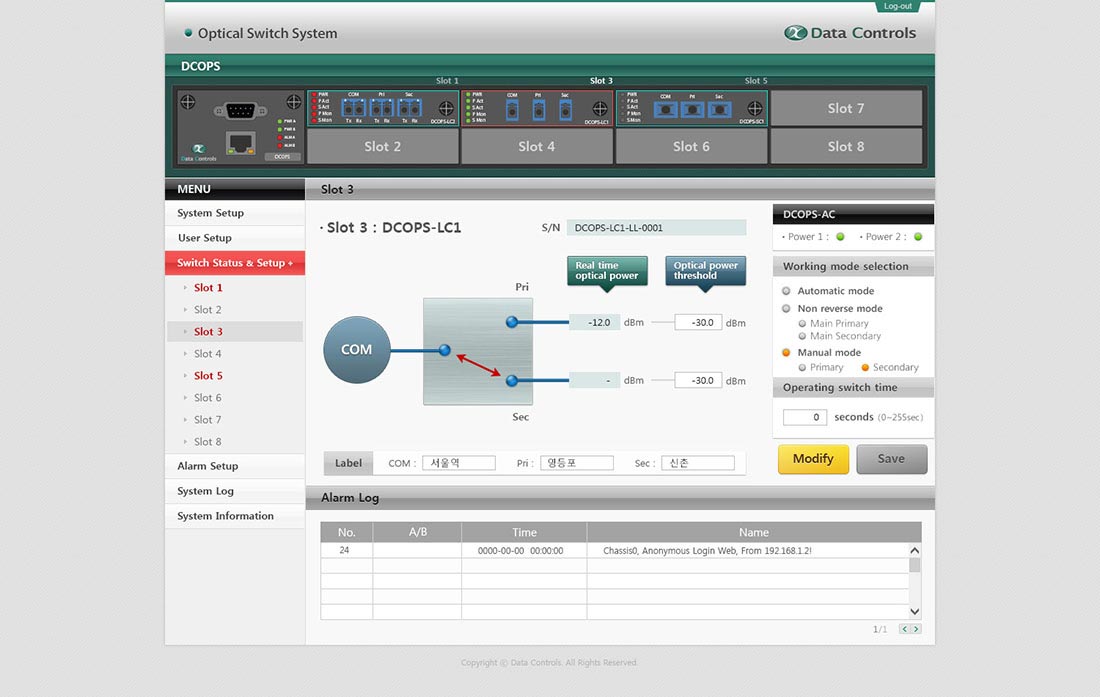 Log-out
Optical Switch System
Data Controls
DCOPS
Slot 1
Slot 3
Slot 5
PWR
P Act
S Act
P Mon
S Mon
COM Pri Sec
Tx Rx Tx Rx Tx Rx
DCOPS-LC2
PWR
P Act
S Act
P Mon
S Mon
COM Pri Sec
DCOPS-LC1
PWR
P Act
S Act
P Mon
S Mon
COM Pri Sec
DCOPS-SC1
Slot 7
PWR A
PWR B
ALM A
ALM B
Data Controls
DCOPS
Slot 2
Slot 4
Slot 6
Slot 8
MENU
System Setup
User Setup
Switch Status & Setup +
Slot 1
Slot 2
Slot 3
Slot 4
Slot 5
Slot 6
Slot 7
Slot 8
Alarm Setup
System Log
System Information
Slot 3
· Slot 3 : DCOPS-LC1
S/N DCOPS-LC1-LL-0001
Real time
optical power
Optical power
threshold
Pri
-12.0 dBm -30.0 dBm
COM
- dBm -30.0 dBm
Sec
Label COM : 서울역 Pri : 영등포 Sec : 신촌
DCOPS-AC
· Power 1 : · Power 2 :
Working mode selection
Automatic mode
Non reverse mode
Main Primary
Main Secondary
Manual mode
Primary Secondary
Operating switch time
0 seconds (0~255sec)
Modify Save
Alarm Log
No. A/B Time Name
24 0000-00-00 00:00:00 Chassis0, Anonymous Login Web, From 192.168.1.2!
1/1 < >
Copyright ⓒ Data Controls. All Rights Reserved.